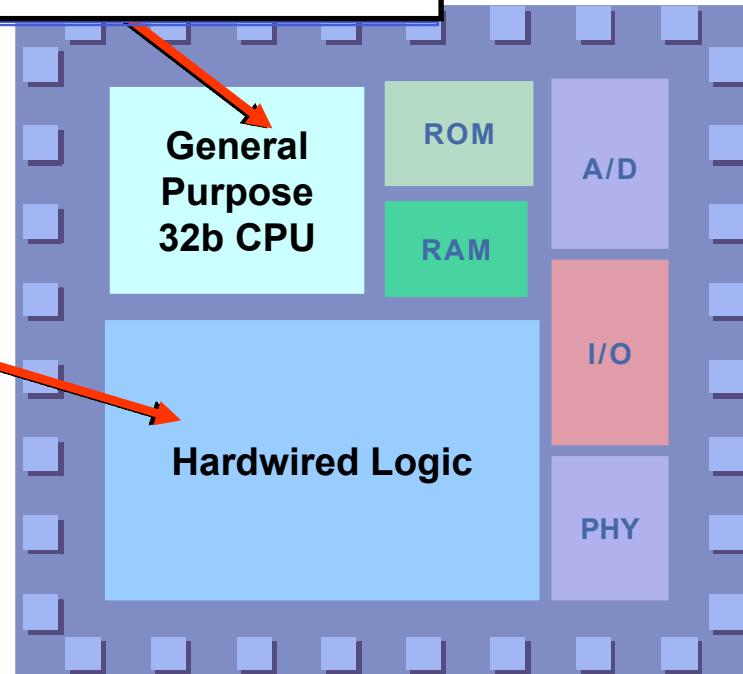 General
Purpose
32b CPU
ROM
RAM
A/D
I/O
Hardwired Logic
PHY